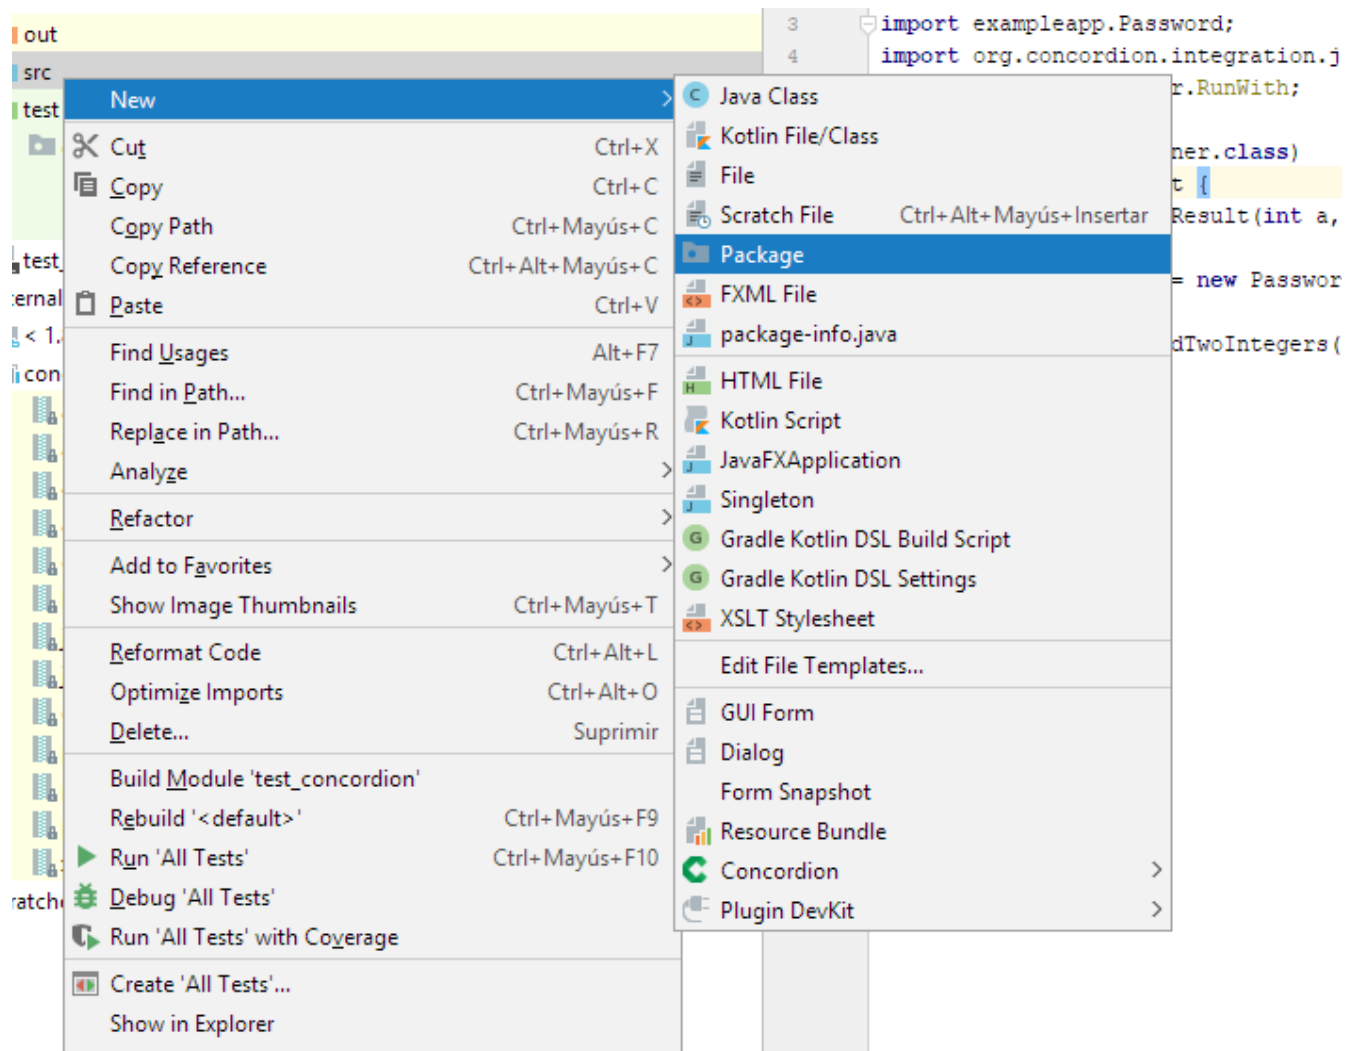 out
src
test
test_
< 1.
con
New
Cut Ctrl+X
Copy Ctrl+C
Copy Path Ctrl+Mayús+C
Copy Reference Ctrl+Alt+Mayús+C
Paste Ctrl+V
Find Usages Alt+F7
Find in Path... Ctrl+Mayús+F
Replace in Path... Ctrl+Mayús+R
Analyze
Refactor
Add to Favorites
Show Image Thumbnails Ctrl+Mayús+T
Reformat Code Ctrl+Alt+L
Optimize Imports Ctrl+Alt+O
Delete... Suprimir
Build Module 'test_concordion'
Rebuild '<default>' Ctrl+Mayús+F9
Run 'All Tests' Ctrl+Mayús+F10
Debug 'All Tests'
Run 'All Tests' with Coverage
Create 'All Tests'...
Show in Explorer
Java Class
Kotlin File/Class
File
Scratch File Ctrl+Alt+Mayús+Insertar
Package
FXML File
package-info.java
HTML File
Kotlin Script
JavaFXApplication
Singleton
Gradle Kotlin DSL Build Script
Gradle Kotlin DSL Settings
XSLT Stylesheet
Edit File Templates...
GUI Form
Dialog
Form Snapshot
Resource Bundle
Concordion
Plugin DevKit
3 import exampleapp.Password;
4 import org.concordion.integration.j
r.RunWith;
ner.class)
t {
Result(int a,
= new Passwor
dTwoIntegers(